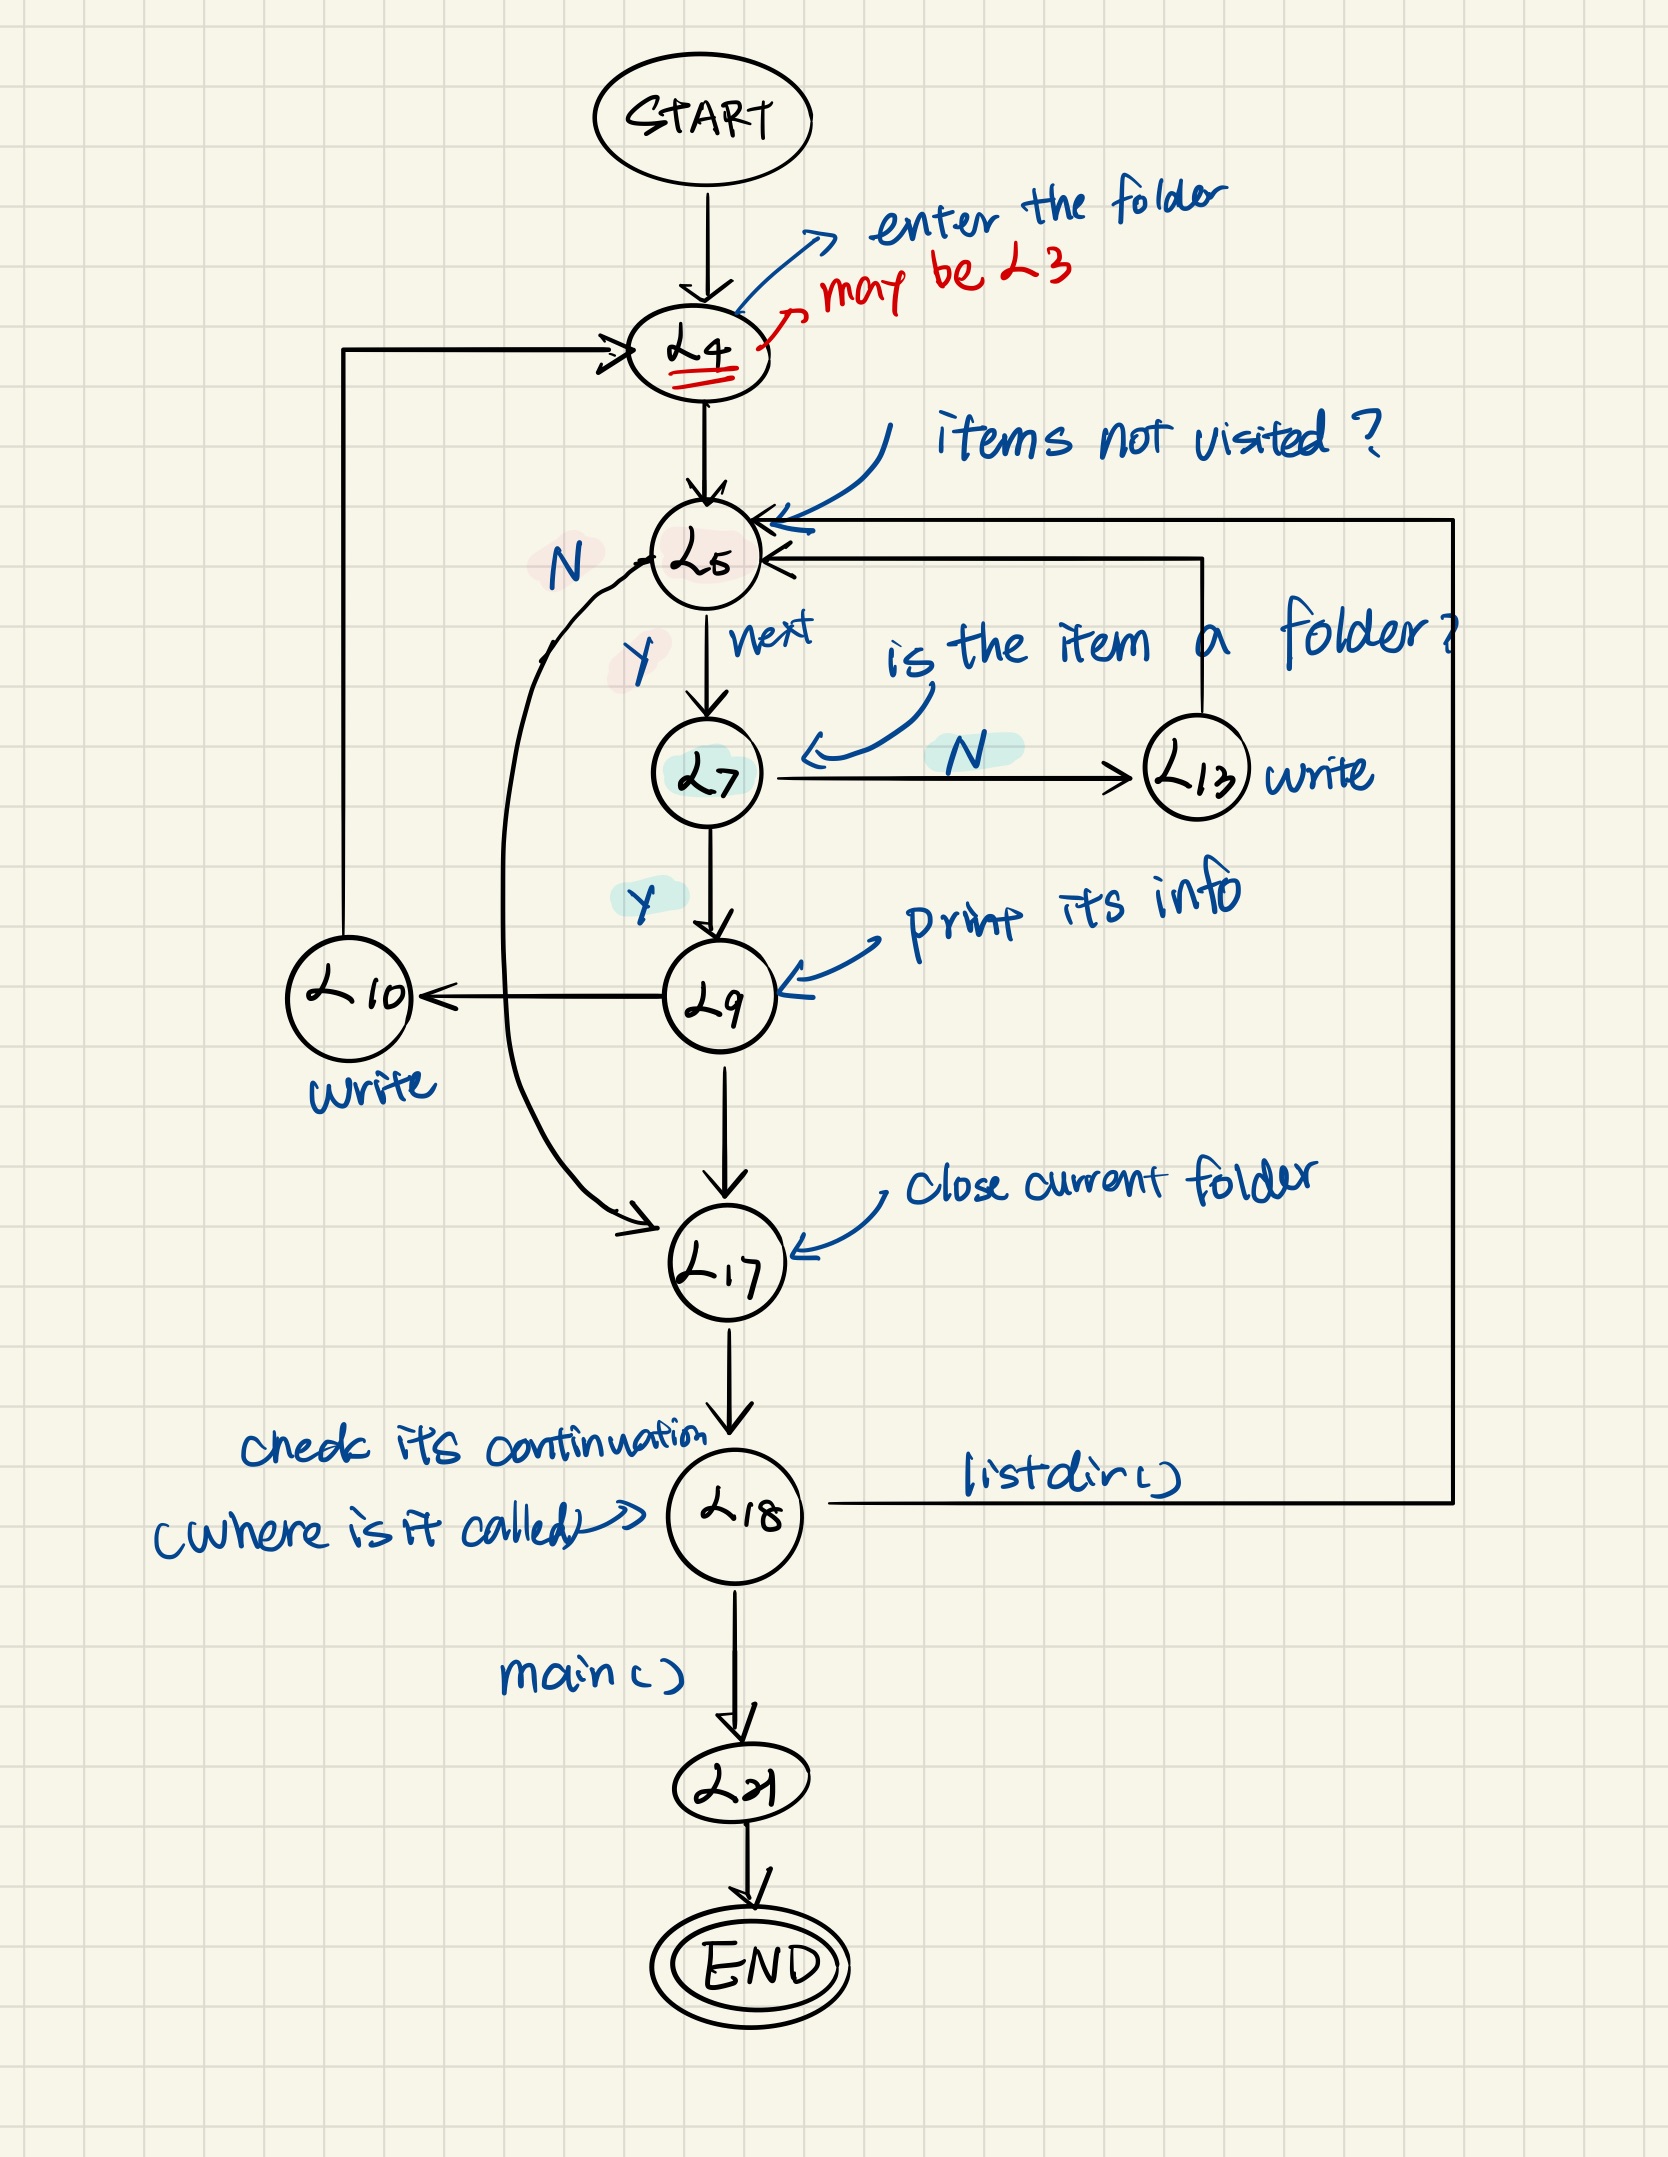 START
enter the folder
may be L3
L4
items not visited ?
N
L5
next
Y
is the item a folder ?
N
L7
L13
write
Y
print its info
L10
L9
write
close current folder
L17
check its continuation
(where is it called)
L18
listdir()
main()
L21
END